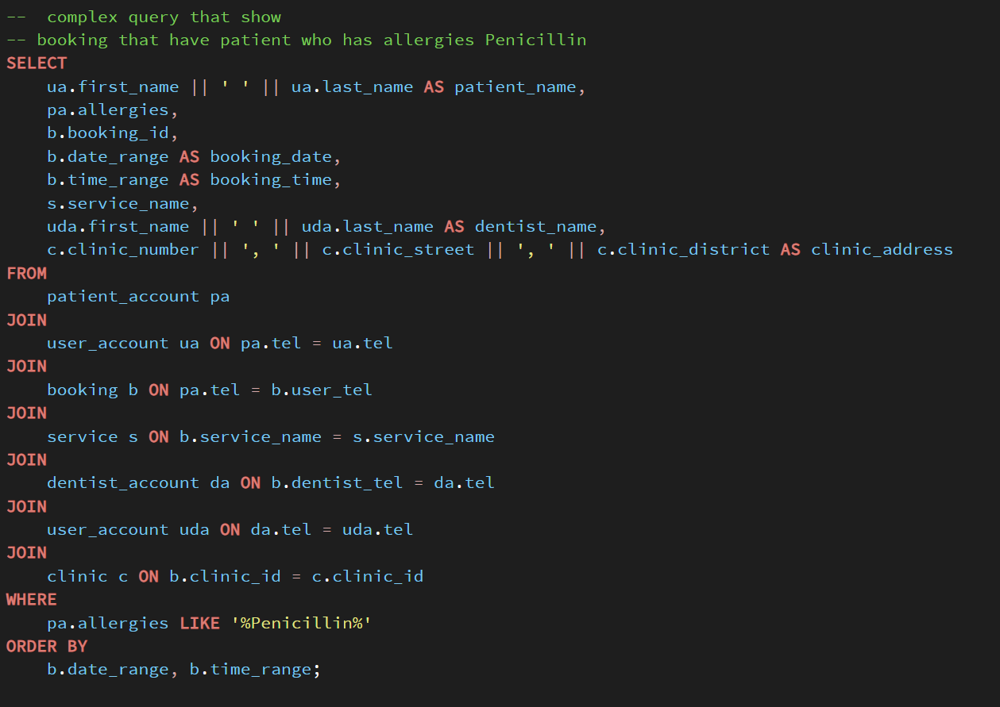 --  complex query that show
-- booking that have patient who has allergies Penicillin
SELECT
    ua.first_name || ' ' || ua.last_name AS patient_name,
    pa.allergies,
    b.booking_id,
    b.date_range AS booking_date,
    b.time_range AS booking_time,
    s.service_name,
    uda.first_name || ' ' || uda.last_name AS dentist_name,
    c.clinic_number || ', ' || c.clinic_street || ', ' || c.clinic_district AS clinic_address
FROM
    patient_account pa
JOIN
    user_account ua ON pa.tel = ua.tel
JOIN
    booking b ON pa.tel = b.user_tel
JOIN
    service s ON b.service_name = s.service_name
JOIN
    dentist_account da ON b.dentist_tel = da.tel
JOIN
    user_account uda ON da.tel = uda.tel
JOIN
    clinic c ON b.clinic_id = c.clinic_id
WHERE
    pa.allergies LIKE '%Penicillin%'
ORDER BY
    b.date_range, b.time_range;